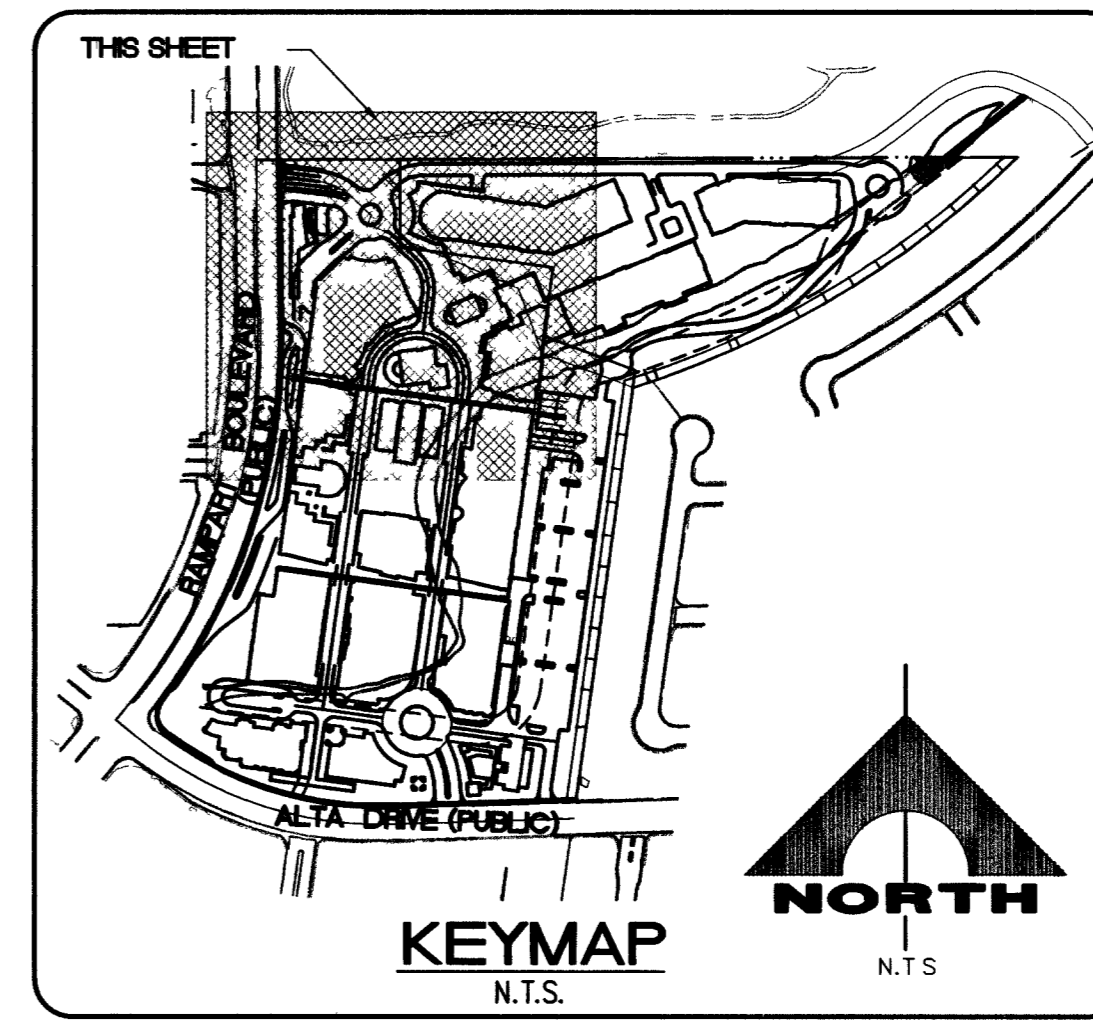 THIS SHEET
RAMPART BOULEVARD
(PUBLIC)
ALTA DRIVE (PUBLIC)
KEYMAP
N.T.S.
NORTH
N.T S